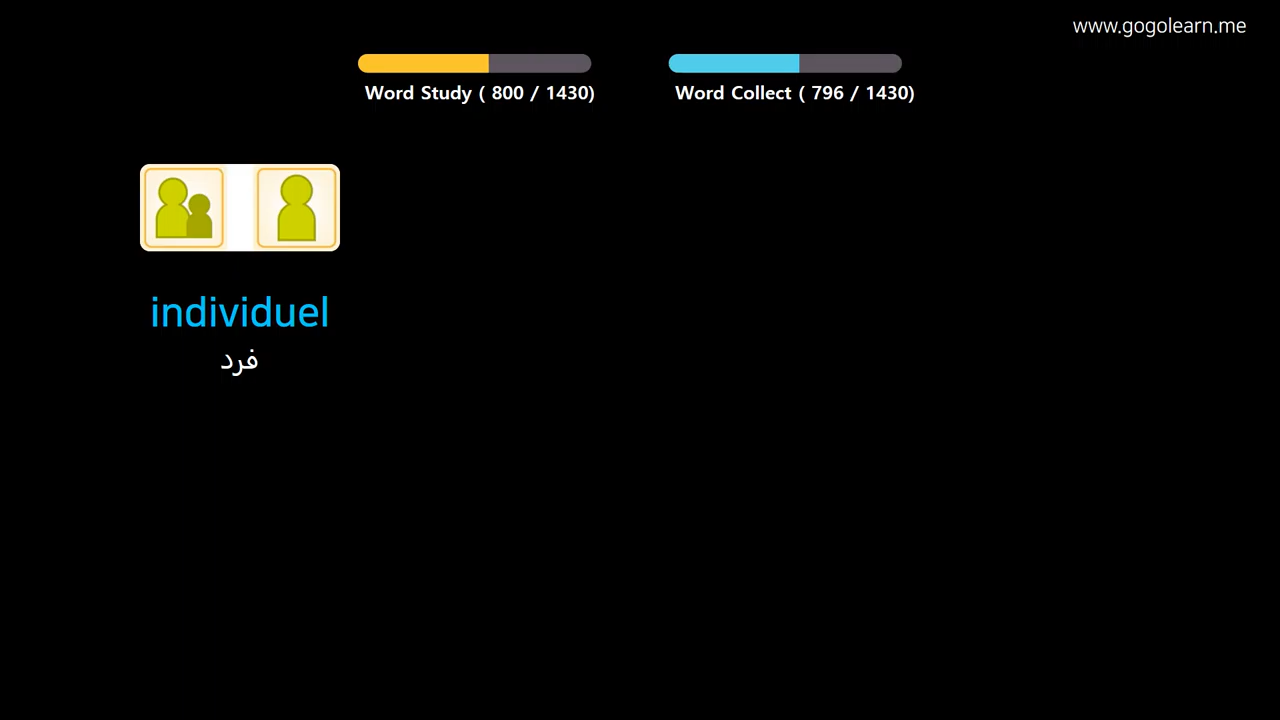 www.gogolearn.me
Word Study ( 800 / 1430)
Word Collect ( 796 / 1430)
individuel
فرد